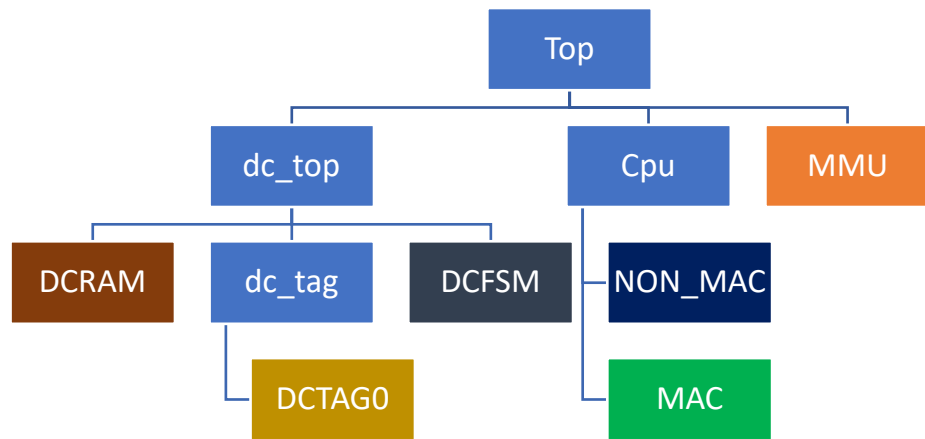 Top
dc_top
Cpu
MMU
DCRAM
dc_tag
DCFSM
NON_MAC
DCTAG0
MAC